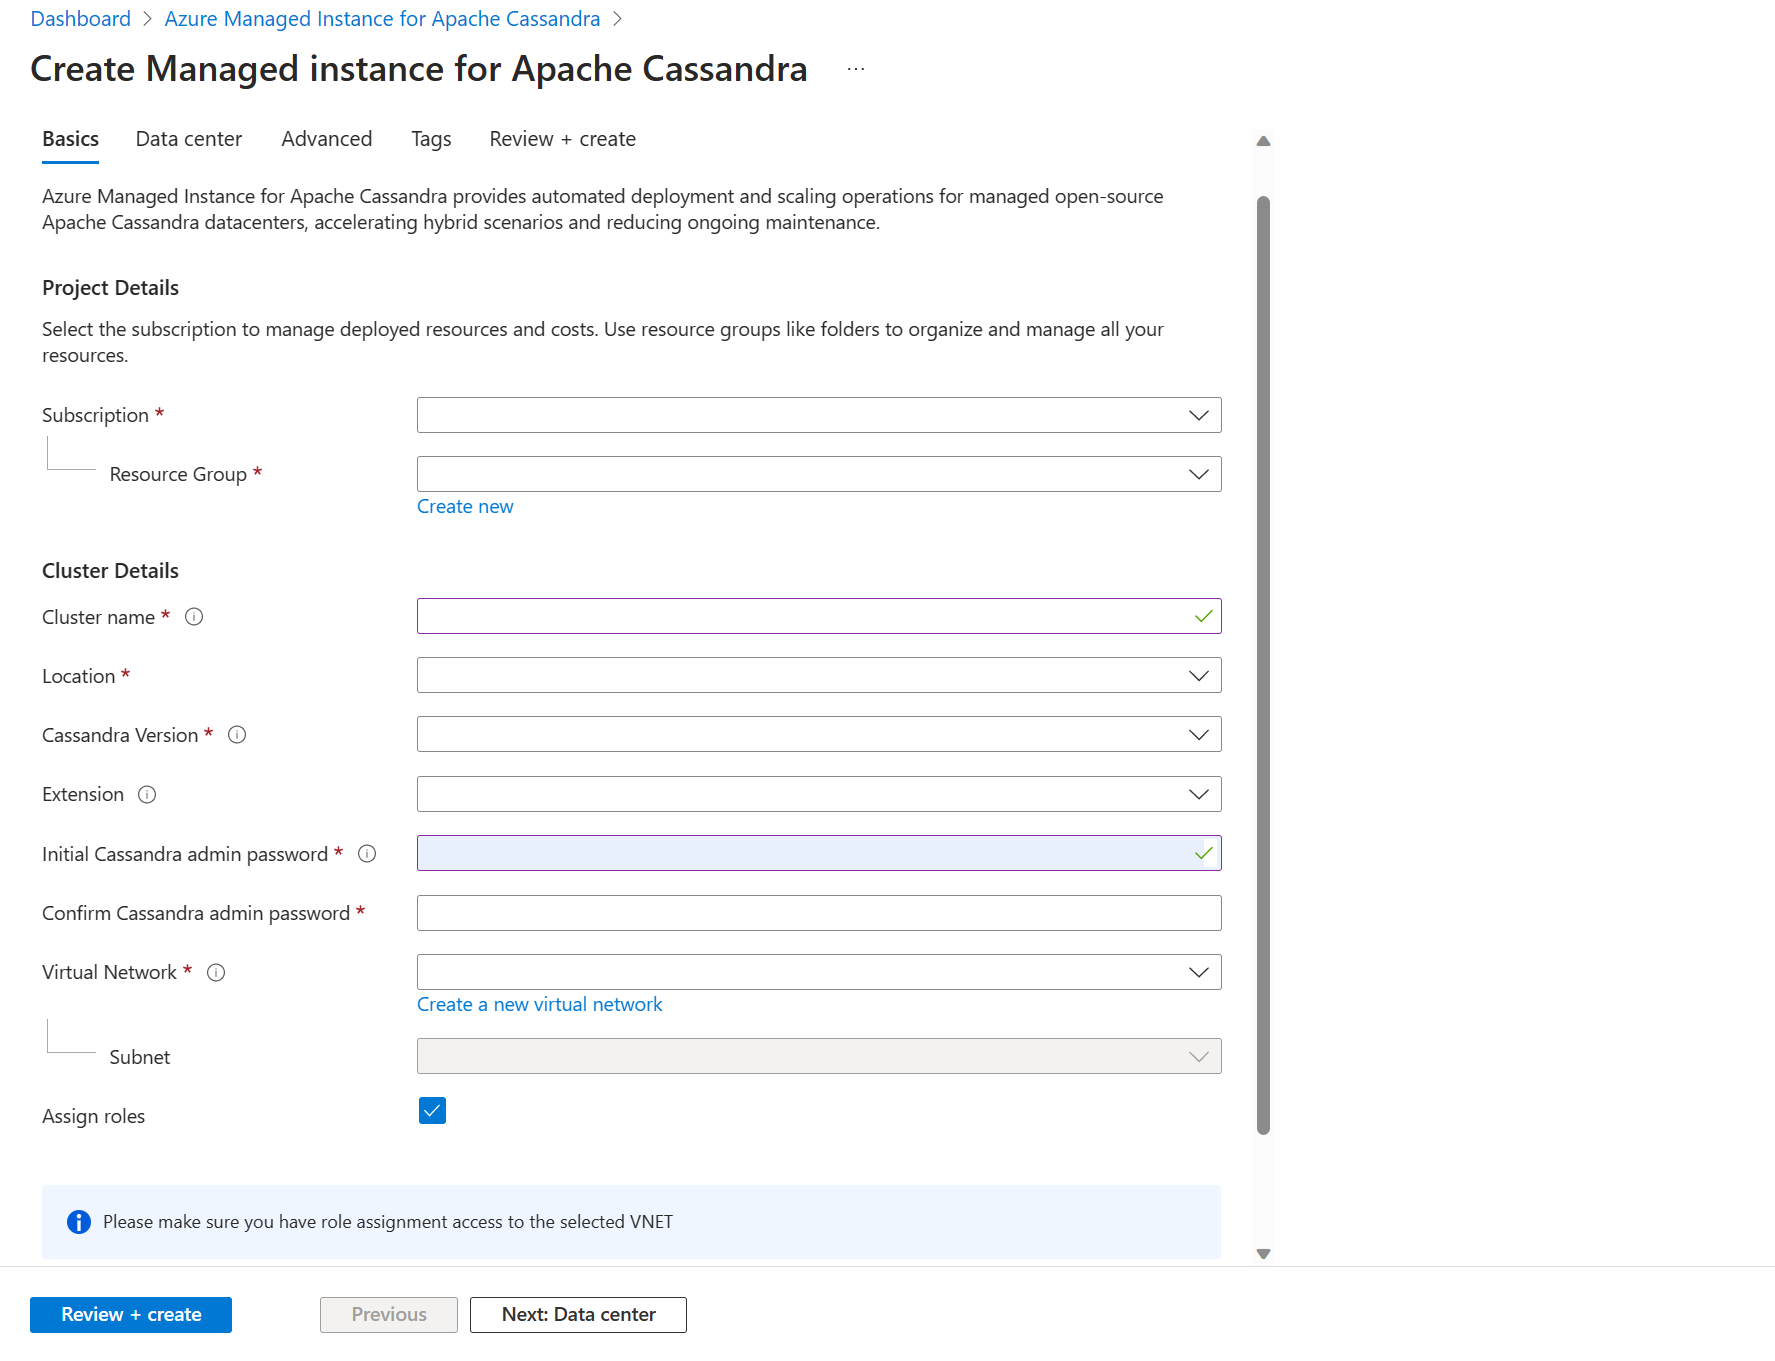 Dashboard > Azure Managed Instance for Apache Cassandra >
Create Managed instance for Apache Cassandra ...
Basics Data center Advanced Tags Review + create
Azure Managed Instance for Apache Cassandra provides automated deployment and scaling operations for managed open-source
Apache Cassandra datacenters, accelerating hybrid scenarios and reducing ongoing maintenance.
Project Details
Select the subscription to manage deployed resources and costs. Use resource groups like folders to organize and manage all your
resources.
Subscription *
Resource Group *
Create new
Cluster Details
Cluster name *
Location *
Cassandra Version *
Extension
Initial Cassandra admin password *
Confirm Cassandra admin password *
Virtual Network *
Create a new virtual network
Subnet
Assign roles
Please make sure you have role assignment access to the selected VNET
Review + create Previous Next: Data center